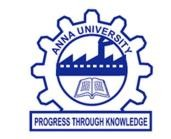 ANNA UNIVERSITY
PROGRESS THROUGH KNOWLEDGE